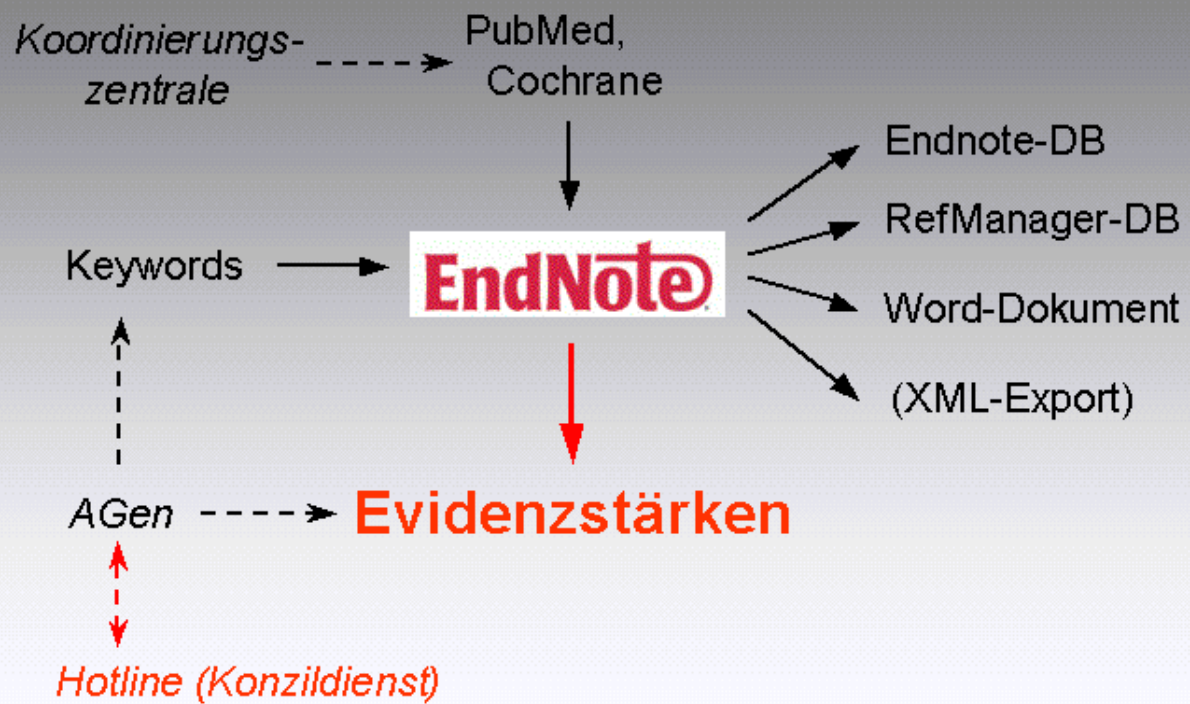 Koordinierungs-
zentrale
PubMed,
Cochrane
Endnote-DB
RefManager-DB
Keywords
EndNote
Word-Dokument
(XML-Export)
AGen
Evidenzstärken
Hotline (Konzildienst)